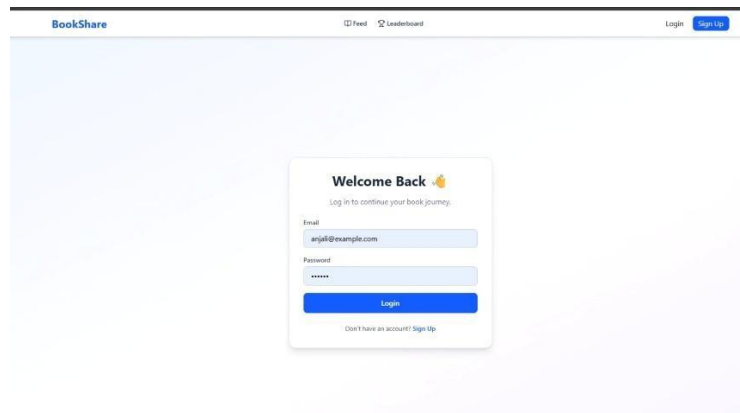 BookShare Feed Leaderboard Login Sign Up
Welcome Back 👋
Log in to continue your book journey.
Email
anjali@example.com
Password
••••••
Login
Don't have an account? Sign Up